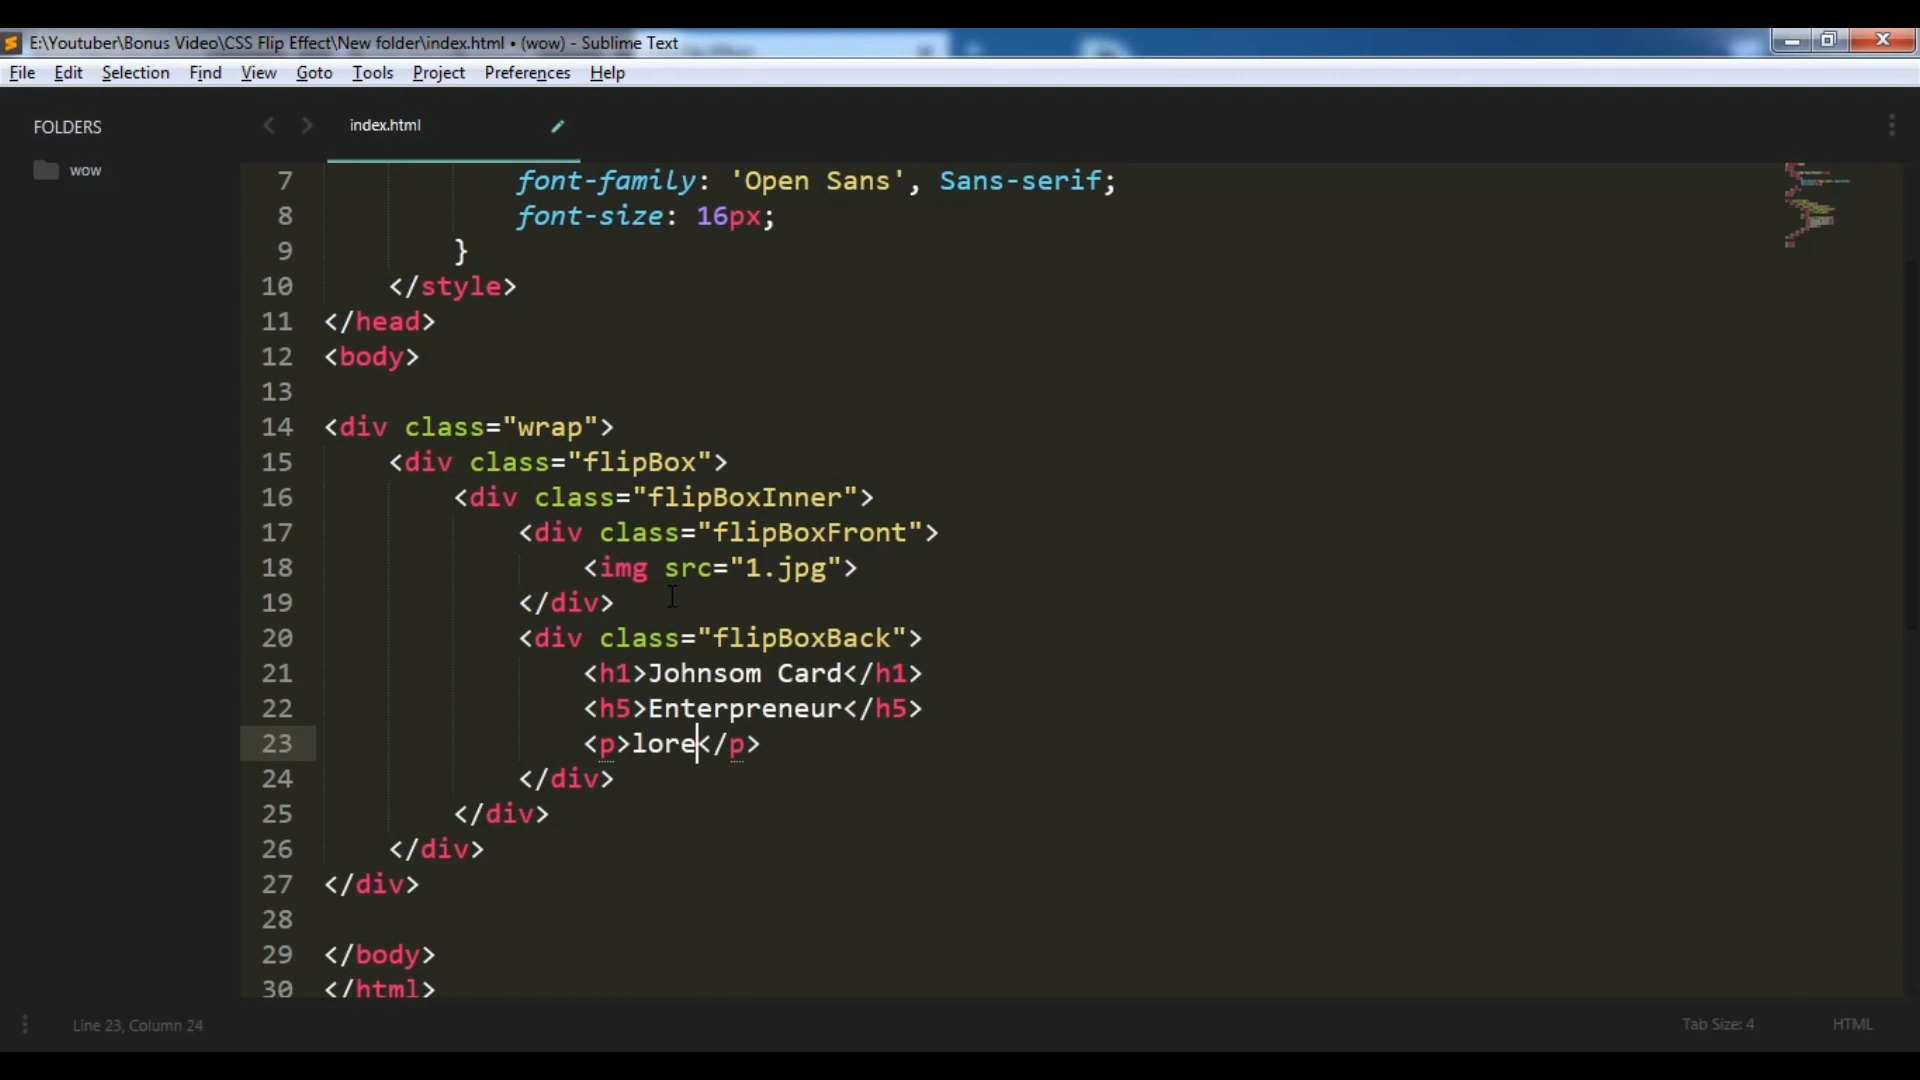 E:\Youtuber\Bonus Video\CSS Flip Effect\New folder\index.html • (wow) - Sublime Text
File Edit Selection Find View Goto Tools Project Preferences Help
FOLDERS
wow
index.html
7 font-family: 'Open Sans', Sans-serif;
8 font-size: 16px;
9 }
10 </style>
11 </head>
12 <body>
13
14 <div class="wrap">
15 <div class="flipBox">
16 <div class="flipBoxInner">
17 <div class="flipBoxFront">
18 <img src="1.jpg">
19 </div>
20 <div class="flipBoxBack">
21 <h1>Johnsom Card</h1>
22 <h5>Enterpreneur</h5>
23 <p>lore</p>
24 </div>
25 </div>
26 </div>
27 </div>
28
29 </body>
30 </html>
Line 23, Column 24
Tab Size: 4
HTML